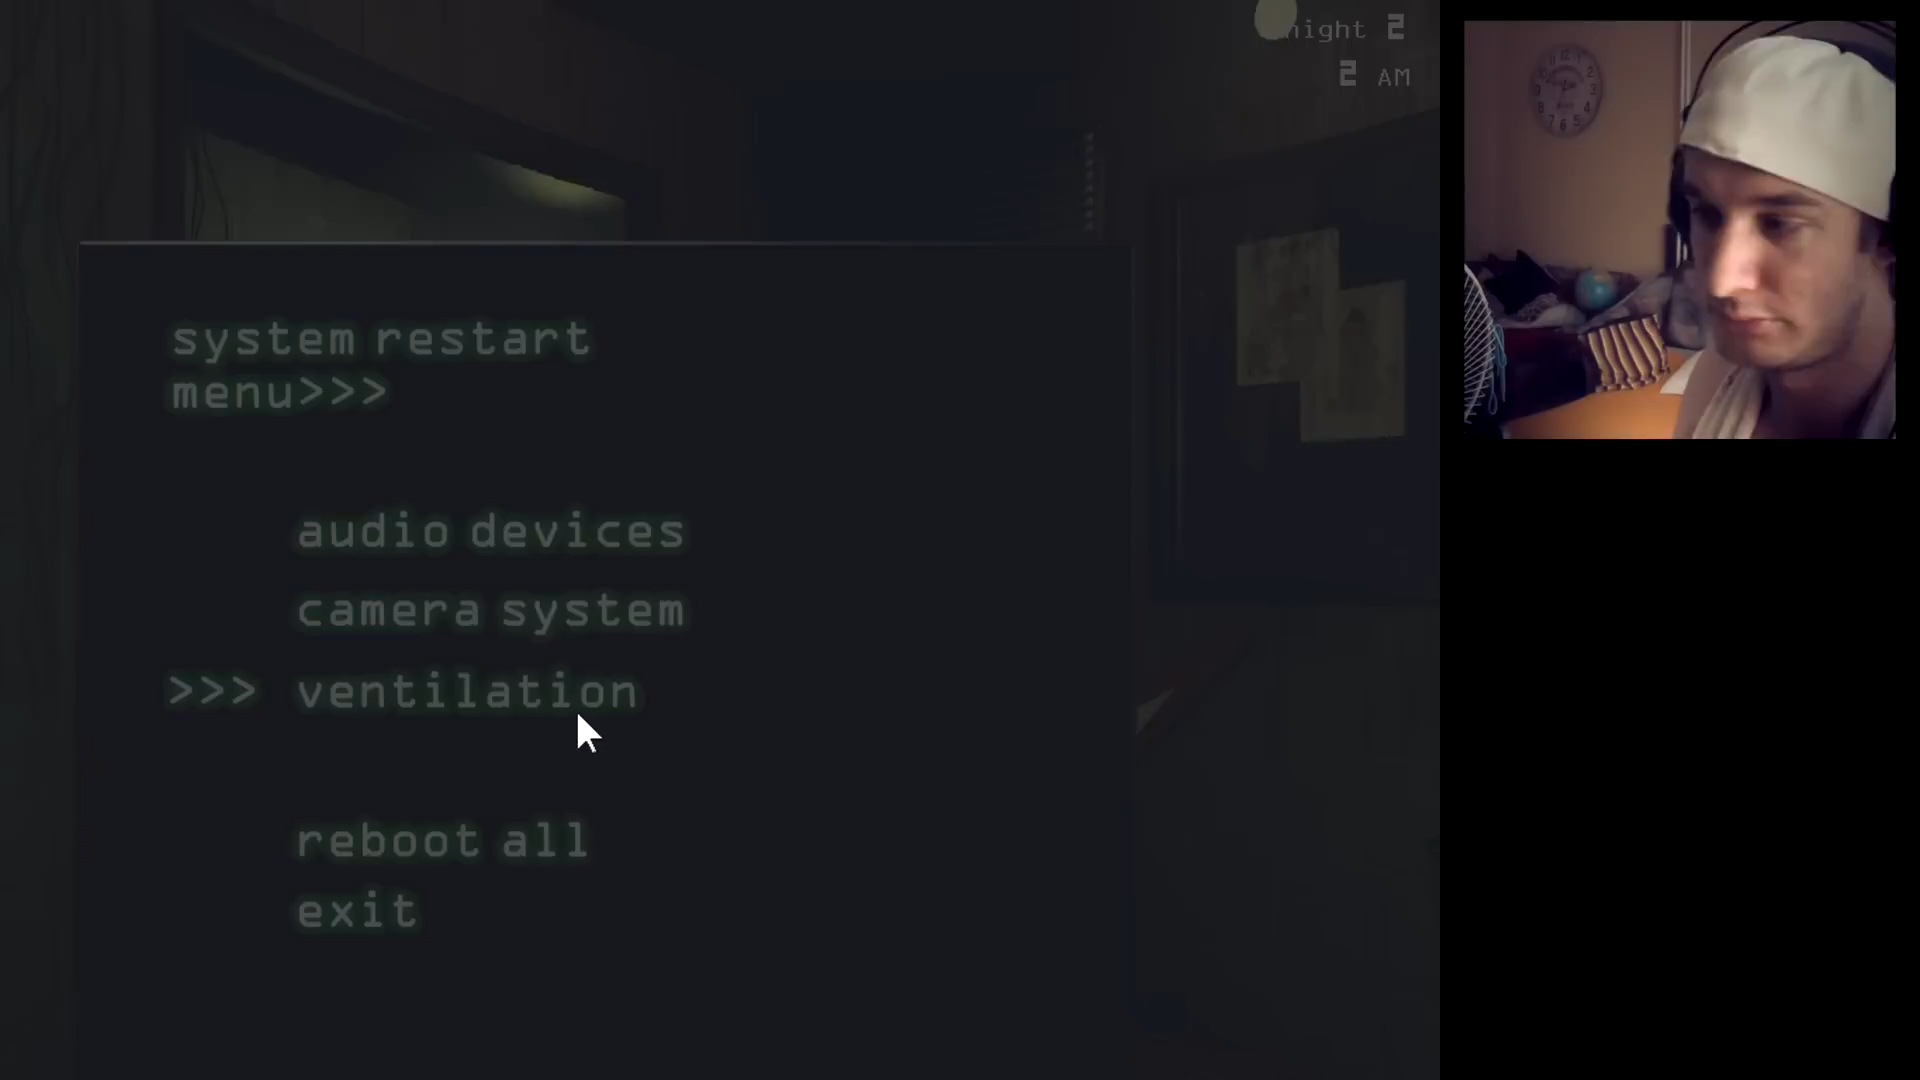 night 2
2 AM
system restart
menu>>>
audio devices
camera system
>>> ventilation
reboot all
exit